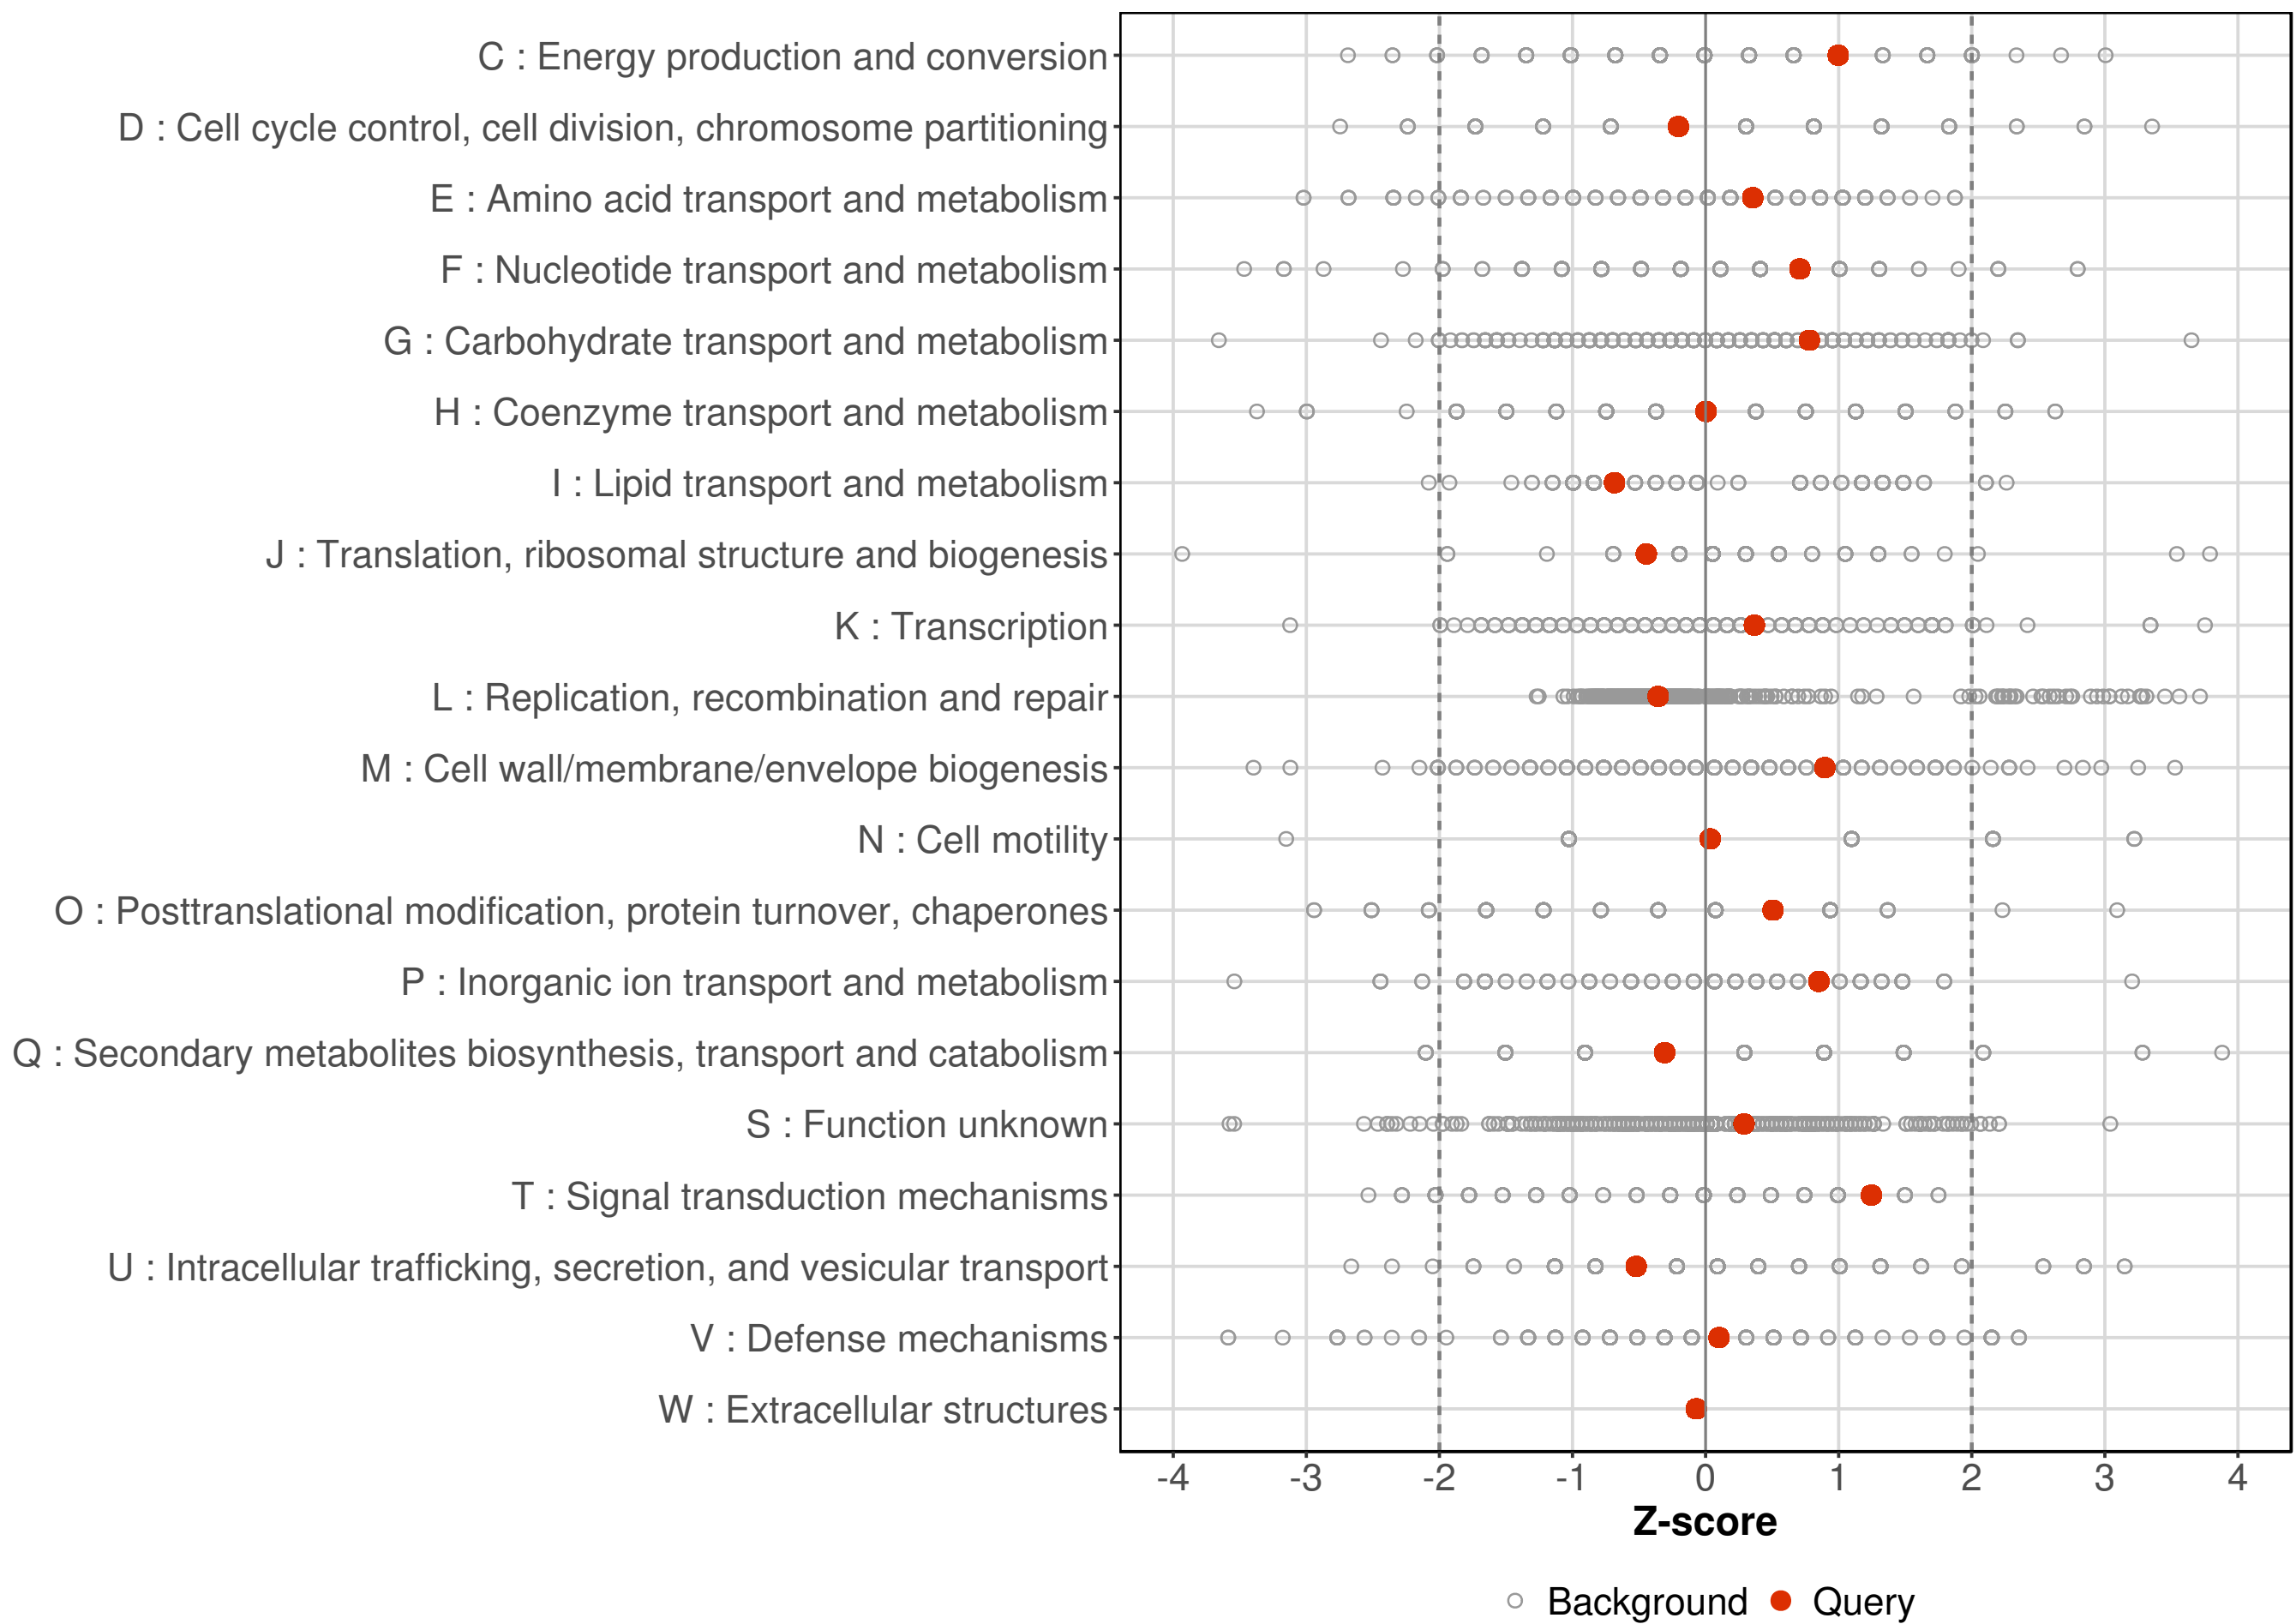 C : Energy production and conversion
D : Cell cycle control, cell division, chromosome partitioning
E : Amino acid transport and metabolism
F : Nucleotide transport and metabolism
G : Carbohydrate transport and metabolism
H : Coenzyme transport and metabolism
I : Lipid transport and metabolism
J : Translation, ribosomal structure and biogenesis
K : Transcription
L : Replication, recombination and repair
M : Cell wall/membrane/envelope biogenesis
N : Cell motility
O : Posttranslational modification, protein turnover, chaperones
P : Inorganic ion transport and metabolism
Q : Secondary metabolites biosynthesis, transport and catabolism
S : Function unknown
T : Signal transduction mechanisms
U : Intracellular trafficking, secretion, and vesicular transport
V : Defense mechanisms
W : Extracellular structures
-4 -3 -2 -1 0 1 2 3 4
Z-score
Background Query